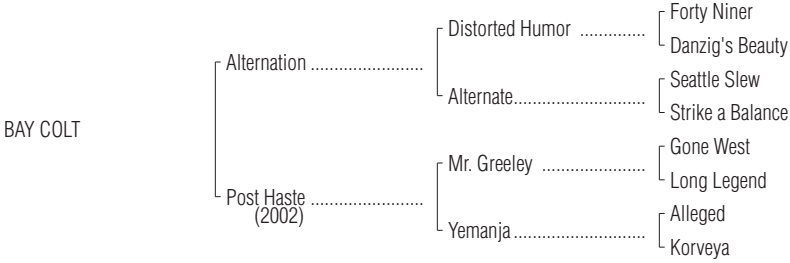 Forty Niner
Distorted Humor ..............
Danzig's Beauty
Alternation ........................
Seattle Slew
Alternate............................
Strike a Balance
BAY COLT
Gone West
Mr. Greeley ......................
Long Legend
Post Haste ........................
(2002)
Alleged
Yemanja ............................
Korveya